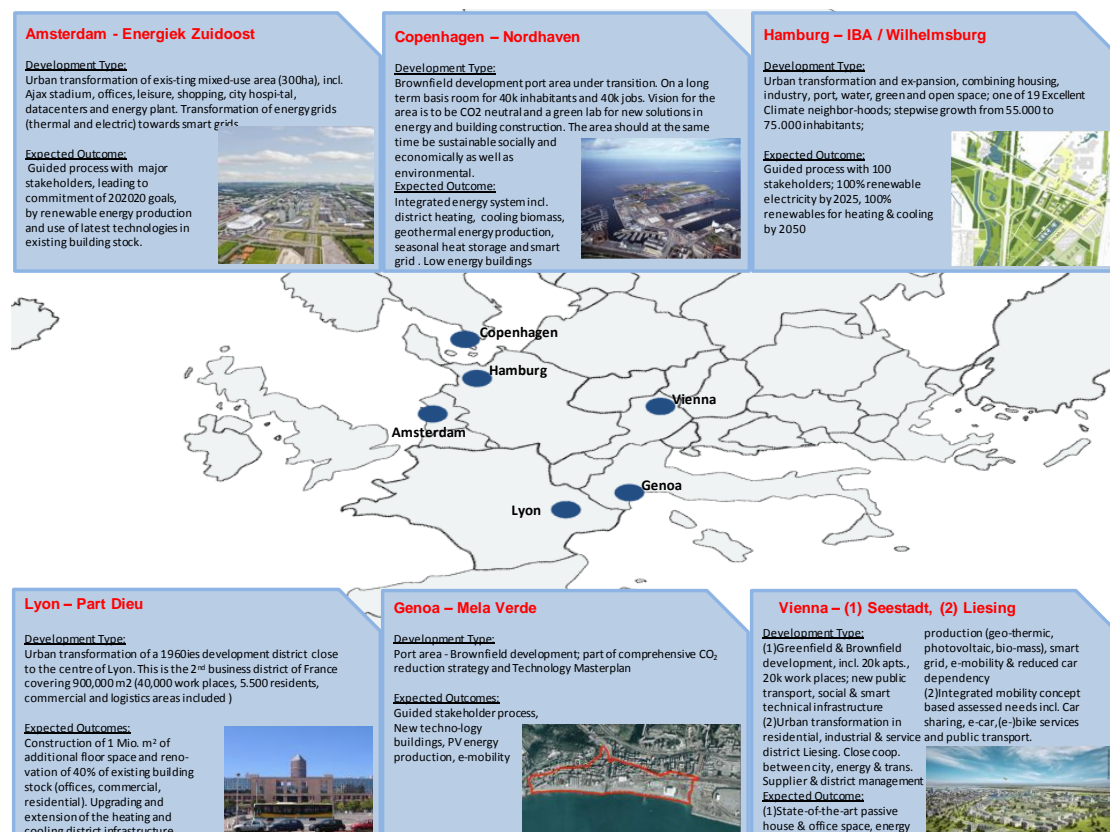 Amsterdam - Energiek Zuidoost
Development Type:
Urban transformation of exis-ting mixed-use area (300ha), incl.
Ajax stadium, offices, leisure, shopping, city hospi-tal,
datacenters and energy plant. Transformation of energy grids
(thermal and electric) towards smart grids
Expected Outcome:
Guided process with major
stakeholders, leading to
commitment of 202020 goals,
by renewable energy production
and use of latest technologies in
existing building stock.
Copenhagen – Nordhaven
Development Type:
Brownfield development port area under transition. On a long
term basis room for 40k inhabitants and 40k jobs. Vision for the
area is to be CO2 neutral and a green lab for new solutions in
energy and building construction. The area should at the same
time be sustainable socially and
economically as well as
environmental.
Expected Outcome:
Integrated energy system incl.
district heating, cooling biomass,
geothermal energy production,
seasonal heat storage and smart
grid . Low energy buildings
Hamburg – IBA / Wilhelmsburg
Development Type:
Urban transformation and ex-pansion, combining housing,
industry, port, water, green and open space; one of 19 Excellent
Climate neighbor-hoods; stepwise growth from 55.000 to
75.000 inhabitants;
Expected Outcome:
Guided process with 100
stakeholders; 100% renewable
electricity by 2025, 100%
renewables for heating & cooling
by 2050
Copenhagen
Hamburg
Vienna
Amsterdam
Genoa
Lyon
Lyon – Part Dieu
Development Type:
Urban transformation of a 1960ies development district close
to the centre of Lyon. This is the 2nd business district of France
covering 900,000 m2 (40,000 work places, 5.500 residents,
commercial and logistics areas included )
Expected Outcomes:
Construction of 1 Mio. m² of
additional floor space and reno-
vation of 40% of existing building
stock (offices, commercial,
residential). Upgrading and
extension of the heating and
cooling district infrastructure
Genoa – Mela Verde
Development Type:
Port area - Brownfield development; part of comprehensive CO₂
reduction strategy and Technology Masterplan
Expected Outcomes:
Guided stakeholder process,
New techno-logy
buildings, PV energy
production, e-mobility
Vienna – (1) Seestadt, (2) Liesing
Development Type:
(1)Greenfield & Brownfield
development, incl. 20k apts.,
20k work places; new public
transport, social & smart
technical infrastructure
(2)Urban transformation in
residential, industrial & service
district Liesing. Close coop.
between city, energy & trans.
Supplier & district management
Expected Outcome:
(1)State-of-the-art passive
house & office space, energy
production (geo-thermic,
photovoltaic, bio-mass), smart
grid, e-mobility & reduced car
dependency
(2)Integrated mobility concept
based assessed needs incl. Car
sharing, e-car,(e-)bike services
and public transport.